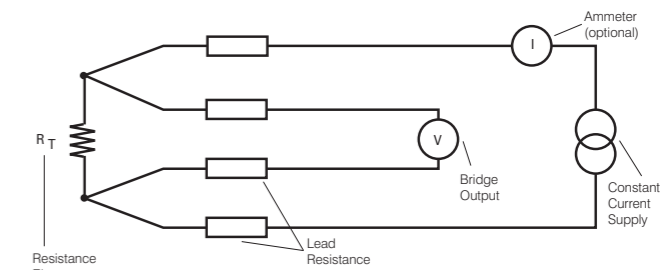 Ammeter
(optional)
I
R T
V
Bridge
Output
Constant
Current
Supply
Lead
Resistance
Resistance